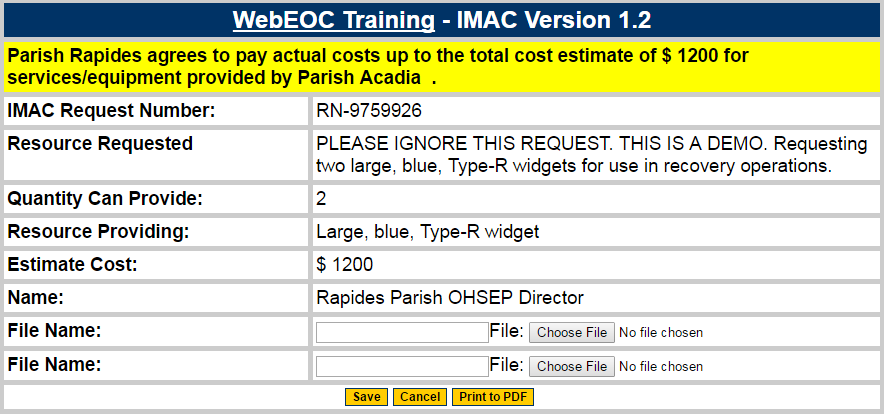 WebEOC Training - IMAC Version 1.2
Parish Rapides agrees to pay actual costs up to the total cost estimate of $ 1200 for
services/equipment provided by Parish Acadia  .
IMAC Request Number: RN-9759926
Resource Requested PLEASE IGNORE THIS REQUEST. THIS IS A DEMO. Requesting
two large, blue, Type-R widgets for use in recovery operations.
Quantity Can Provide: 2
Resource Providing: Large, blue, Type-R widget
Estimate Cost: $ 1200
Name: Rapides Parish OHSEP Director
File Name: File: Choose File No file chosen
File Name: File: Choose File No file chosen
Save Cancel Print to PDF